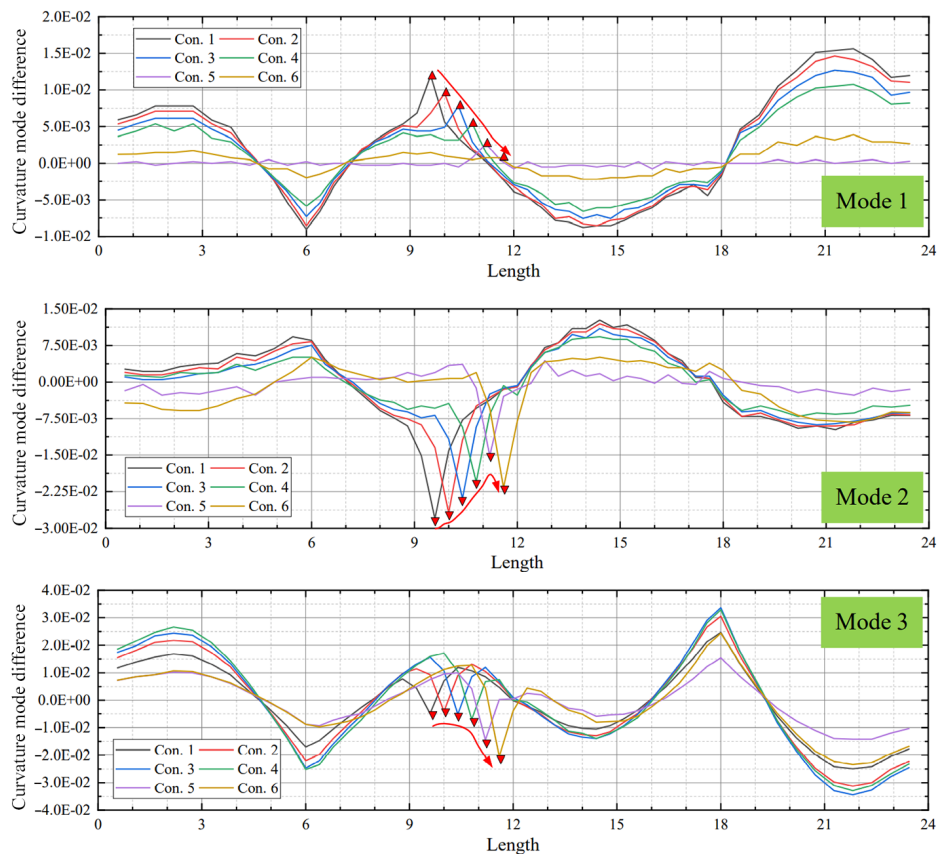 2.0E-02
1.5E-02
1.0E-02
5.0E-03
0.0E+00
−5.0E-03
−1.0E-02
Curvature mode difference
Con. 1 Con. 2
Con. 3 Con. 4
Con. 5 Con. 6
Mode 1
0 3 6 9 12 15 18 21 24
Length
1.50E-02
7.50E-03
0.00E+00
−7.50E-03
−1.50E-02
−2.25E-02
−3.00E-02
Curvature mode difference
Con. 1 Con. 2
Con. 3 Con. 4
Con. 5 Con. 6
Mode 2
0 3 6 9 12 15 18 21 24
Length
4.0E-02
3.0E-02
2.0E-02
1.0E-02
0.0E+00
−1.0E-02
−2.0E-02
−3.0E-02
−4.0E-02
Curvature mode difference
Mode 3
Con. 1 Con. 2
Con. 3 Con. 4
Con. 5 Con. 6
0 3 6 9 12 15 18 21 24
Length